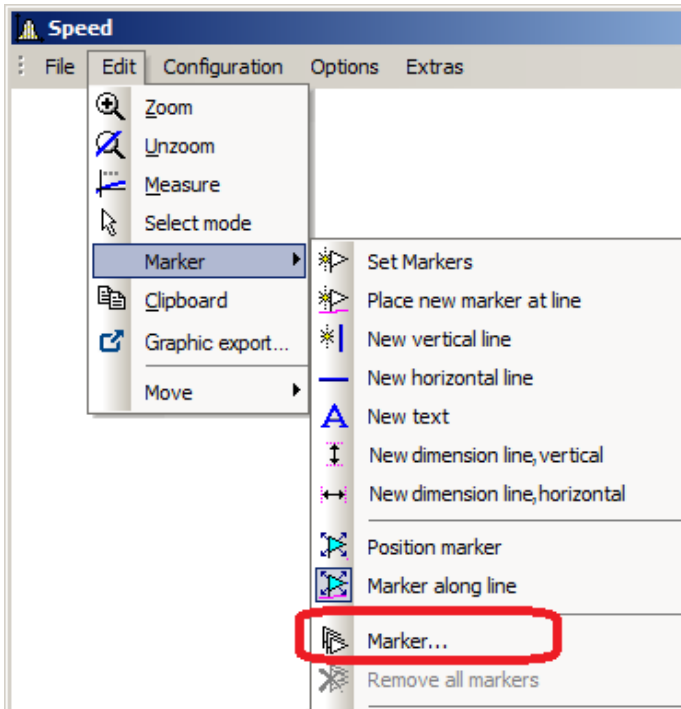 Speed
File Edit Configuration Options Extras
Zoom
Unzoom
Measure
Select mode
Marker
Clipboard
Graphic export...
Move
Set Markers
Place new marker at line
New vertical line
New horizontal line
New text
New dimension line,vertical
New dimension line,horizontal
Position marker
Marker along line
Marker...
Remove all markers